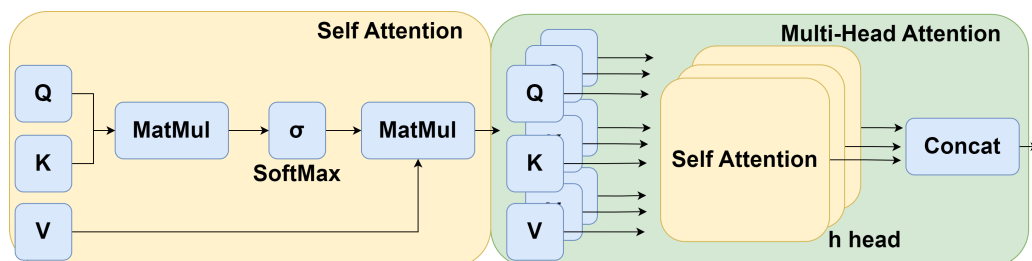 Self Attention
Q
K
V
MatMul
σ
SoftMax
MatMul
Multi-Head Attention
Q
K
V
Self Attention
h head
Concat